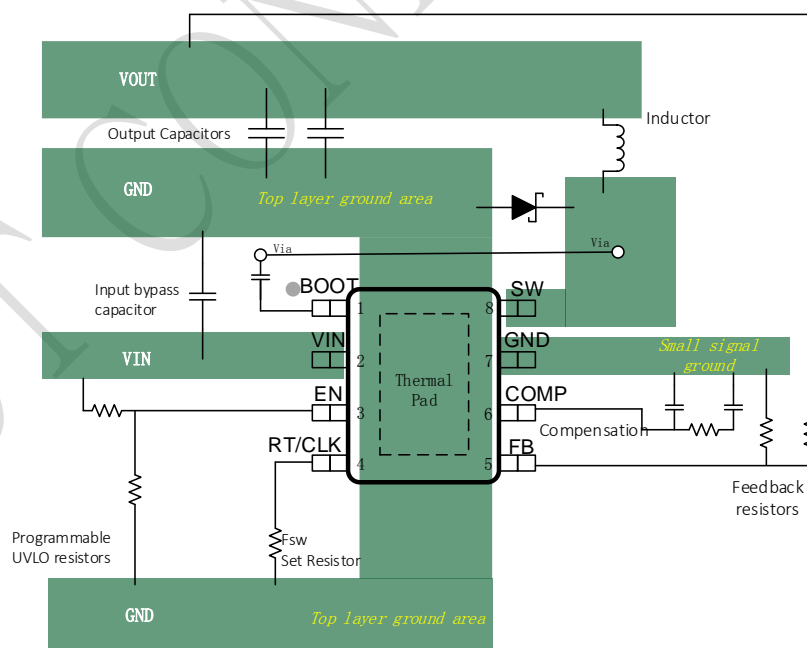 VOUT
Inductor
Output Capacitors
GND
Top layer ground area
Via
Via
Input bypass
capacitor
BOOT
SW
1
8
VIN
VIN
2
7
GND
Small signal
ground
Thermal
Pad
EN
3
6
COMP
Compensation
RT/CLK
4
5
FB
Feedback
resistors
Programmable
UVLO resistors
Fsw
Set Resistor
GND
Top layer ground area